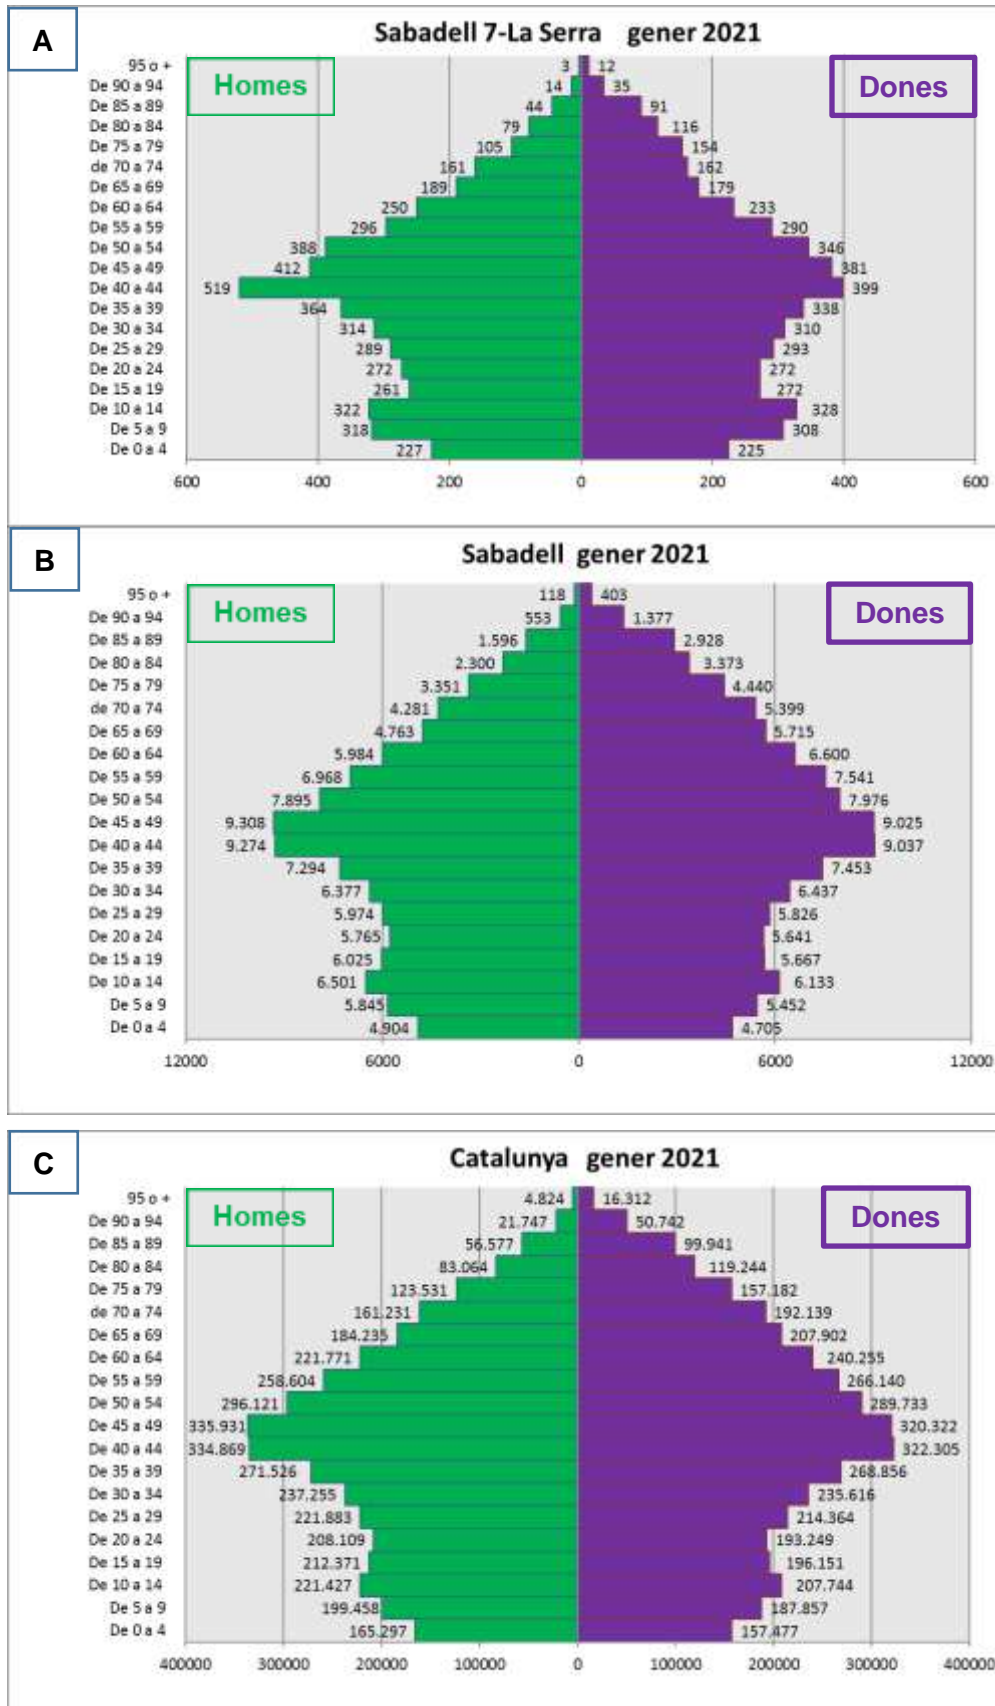 A
Sabadell 7-La Serra gener 2021
Homes
Dones
95 o + 3 12
De 90 a 94 14 35
De 85 a 89 44 91
De 80 a 84 79 116
De 75 a 79 105 154
de 70 a 74 161 162
De 65 a 69 189 179
De 60 a 64 250 233
De 55 a 59 296 290
De 50 a 54 388 346
De 45 a 49 412 381
De 40 a 44 519 399
De 35 a 39 364 338
De 30 a 34 314 310
De 25 a 29 289 293
De 20 a 24 272 272
De 15 a 19 261 272
De 10 a 14 322 328
De 5 a 9 318 308
De 0 a 4 227 225
600 400 200 0 200 400 600
B
Sabadell gener 2021
Homes
Dones
95 o + 118 403
De 90 a 94 553 1.377
De 85 a 89 1.596 2.928
De 80 a 84 2.300 3.373
De 75 a 79 3.351 4.440
de 70 a 74 4.281 5.399
De 65 a 69 4.763 5.715
De 60 a 64 5.984 6.600
De 55 a 59 6.968 7.541
De 50 a 54 7.895 7.976
De 45 a 49 9.308 9.025
De 40 a 44 9.274 9.037
De 35 a 39 7.294 7.453
De 30 a 34 6.377 6.437
De 25 a 29 5.974 5.826
De 20 a 24 5.765 5.641
De 15 a 19 6.025 5.667
De 10 a 14 6.501 6.133
De 5 a 9 5.845 5.452
De 0 a 4 4.904 4.705
12000 6000 0 6000 12000
C
Catalunya gener 2021
Homes
Dones
95 o + 4.824 16.312
De 90 a 94 21.747 50.742
De 85 a 89 56.577 99.941
De 80 a 84 83.064 119.244
De 75 a 79 123.531 157.182
de 70 a 74 161.231 192.139
De 65 a 69 184.235 207.902
De 60 a 64 221.771 240.255
De 55 a 59 258.604 266.140
De 50 a 54 296.121 289.733
De 45 a 49 335.931 320.322
De 40 a 44 334.869 322.305
De 35 a 39 271.526 268.856
De 30 a 34 237.255 235.616
De 25 a 29 221.883 214.364
De 20 a 24 208.109 193.249
De 15 a 19 212.371 196.151
De 10 a 14 221.427 207.744
De 5 a 9 199.458 187.857
De 0 a 4 165.297 157.477
400000 300000 200000 100000 0 100000 200000 300000 400000